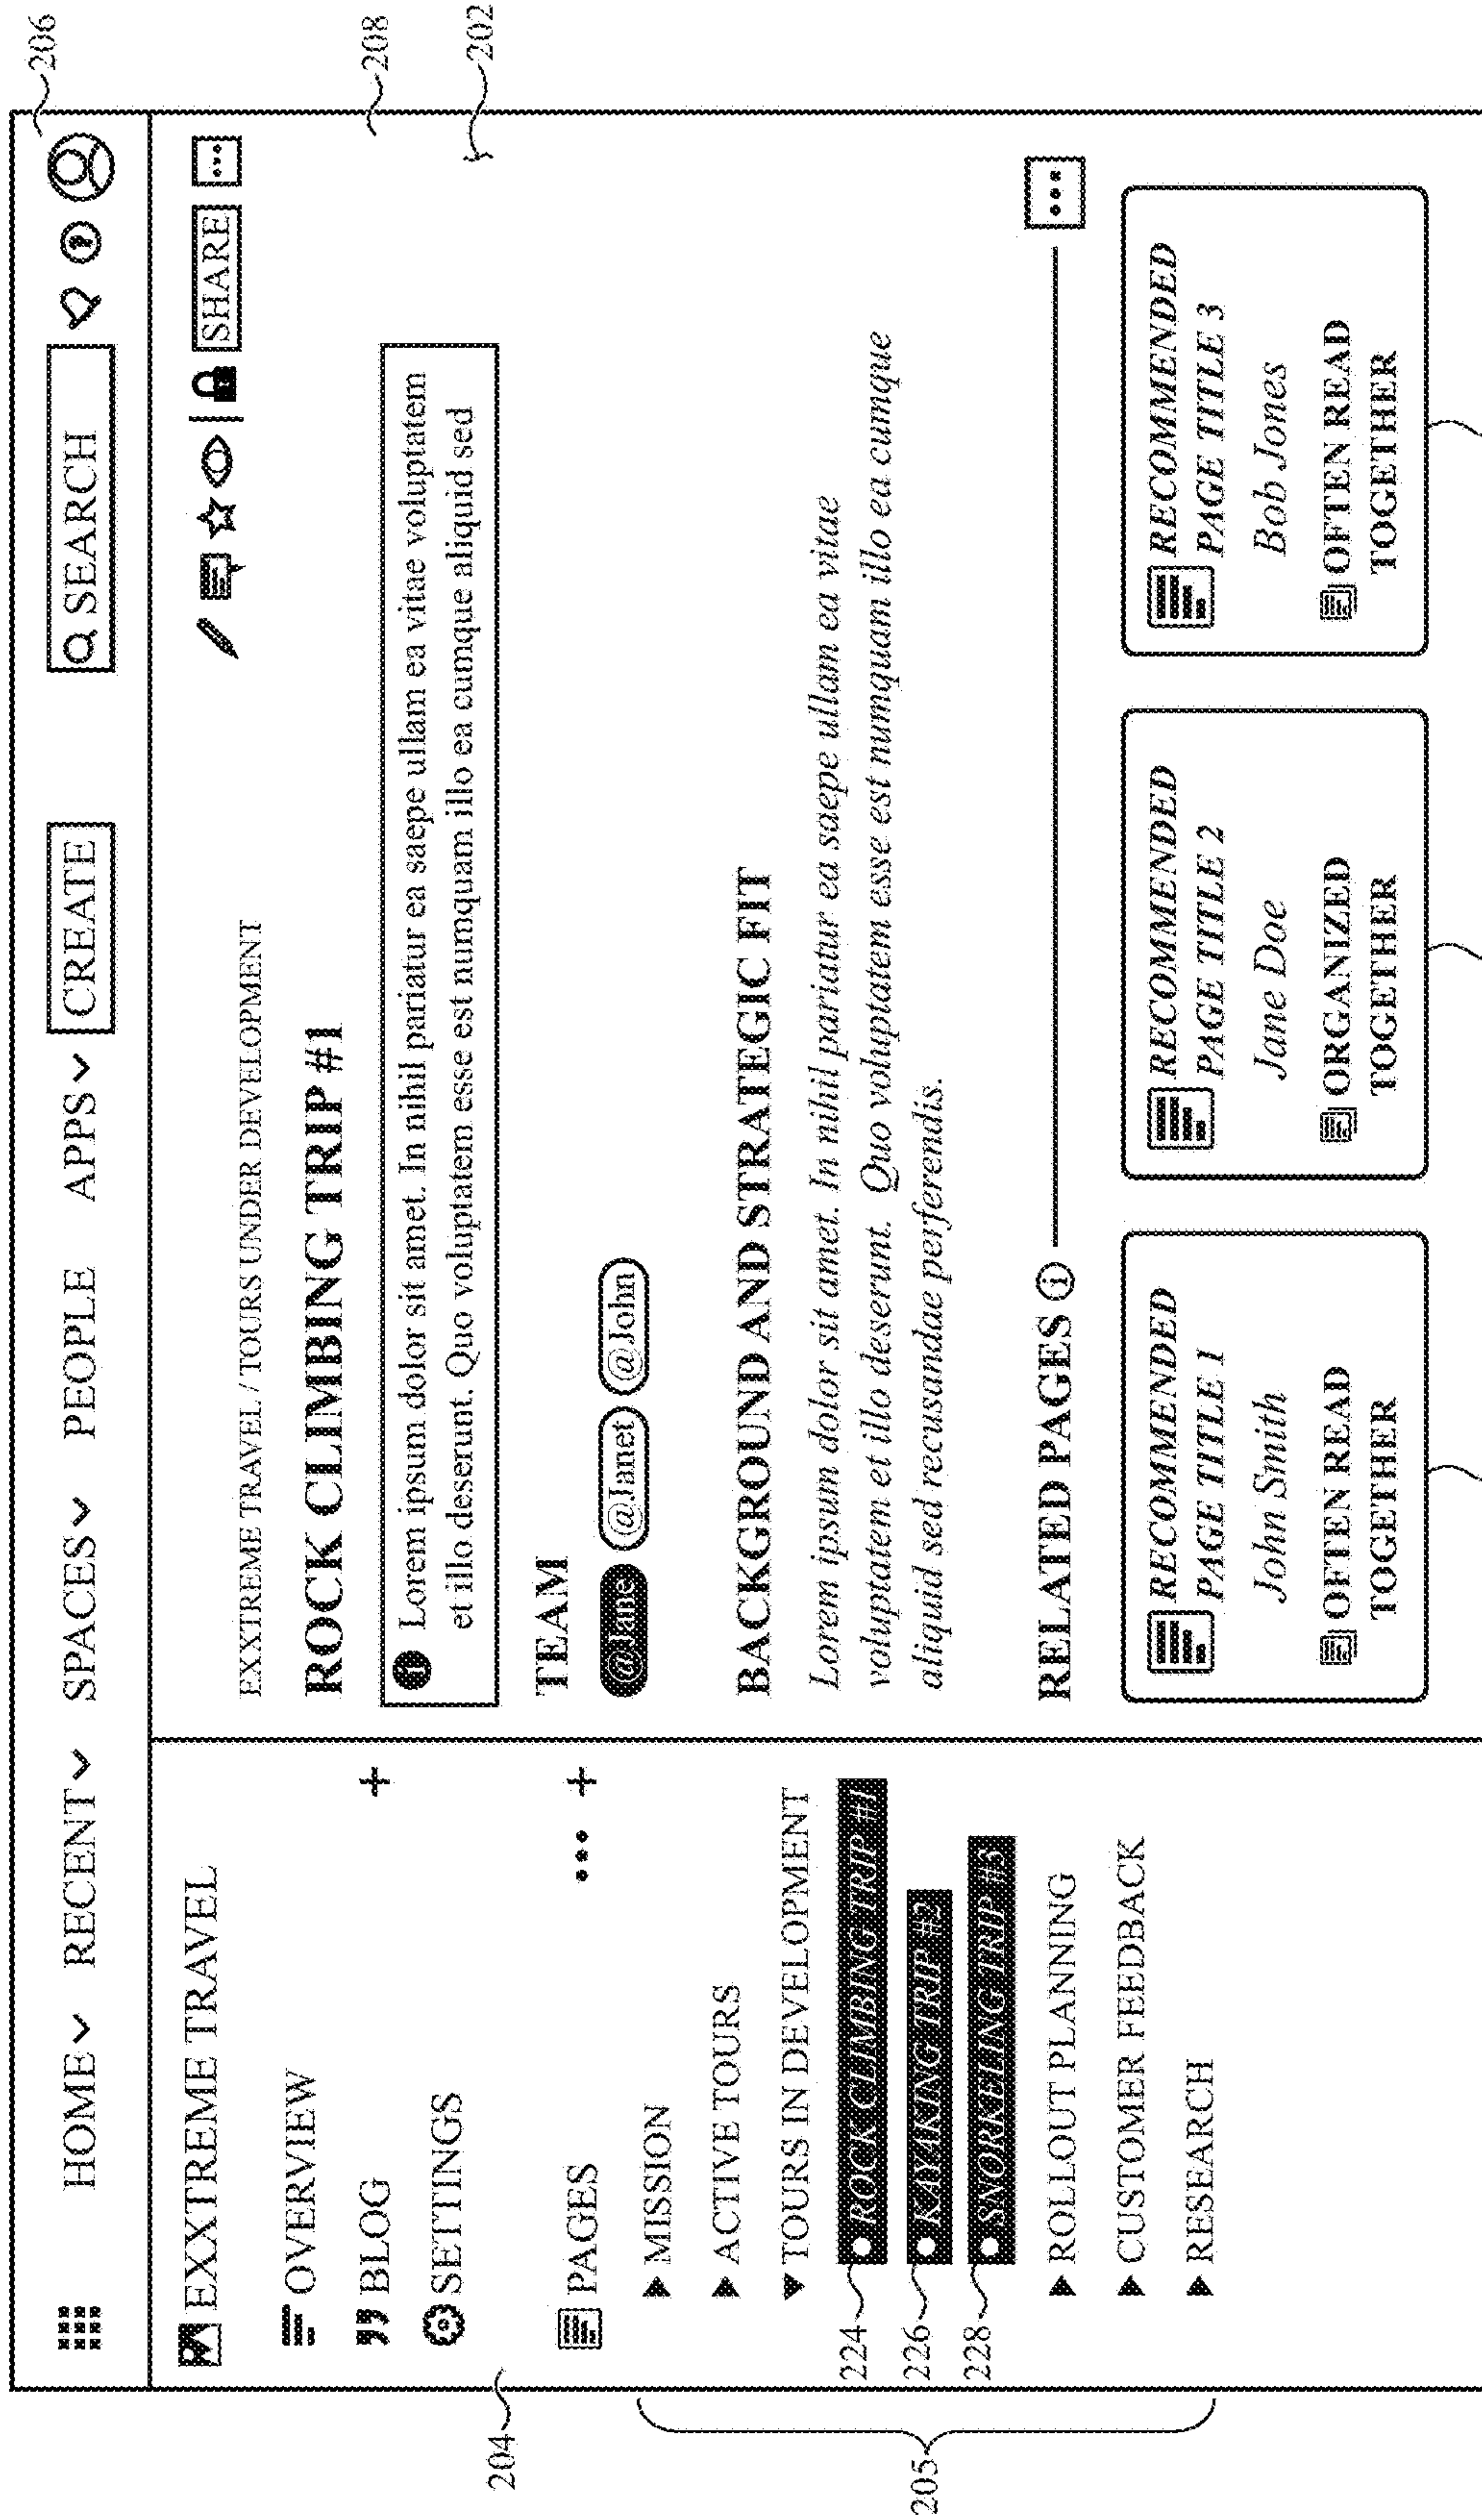 206
HOME RECENT SPACES PEOPLE APPS CREATE SEARCH
EXXTREME TRAVEL
OVERVIEW
BLOG +
SETTINGS
204
PAGES ... +
205
MISSION
ACTIVE TOURS
TOURS IN DEVELOPMENT
224 ROCK CLIMBING TRIP #1
226 KAYAKING TRIP #2
228 SNORKELING TRIP #3
ROLLOUT PLANNING
CUSTOMER FEEDBACK
RESEARCH
SHARE ...
EXXTREME TRAVEL / TOURS UNDER DEVELOPMENT
208
ROCK CLIMBING TRIP #1
202
Lorem ipsum dolor sit amet. In nihil pariatur ea saepe ullam ea vitae voluptatem
et illo deserunt. Quo voluptatem esse est numquam illo ea cumque aliquid sed
TEAM
@Jane @Janet @John
BACKGROUND AND STRATEGIC FIT
Lorem ipsum dolor sit amet. In nihil pariatur ea saepe ullam ea vitae
voluptatem et illo deserunt. Quo voluptatem esse est numquam illo ea cumque
aliquid sed recusandae perferendis.
RELATED PAGES i ...
RECOMMENDED
PAGE TITLE 1
John Smith
OFTEN READ
TOGETHER
RECOMMENDED
PAGE TITLE 2
Jane Doe
ORGANIZED
TOGETHER
RECOMMENDED
PAGE TITLE 3
Bob Jones
OFTEN READ
TOGETHER